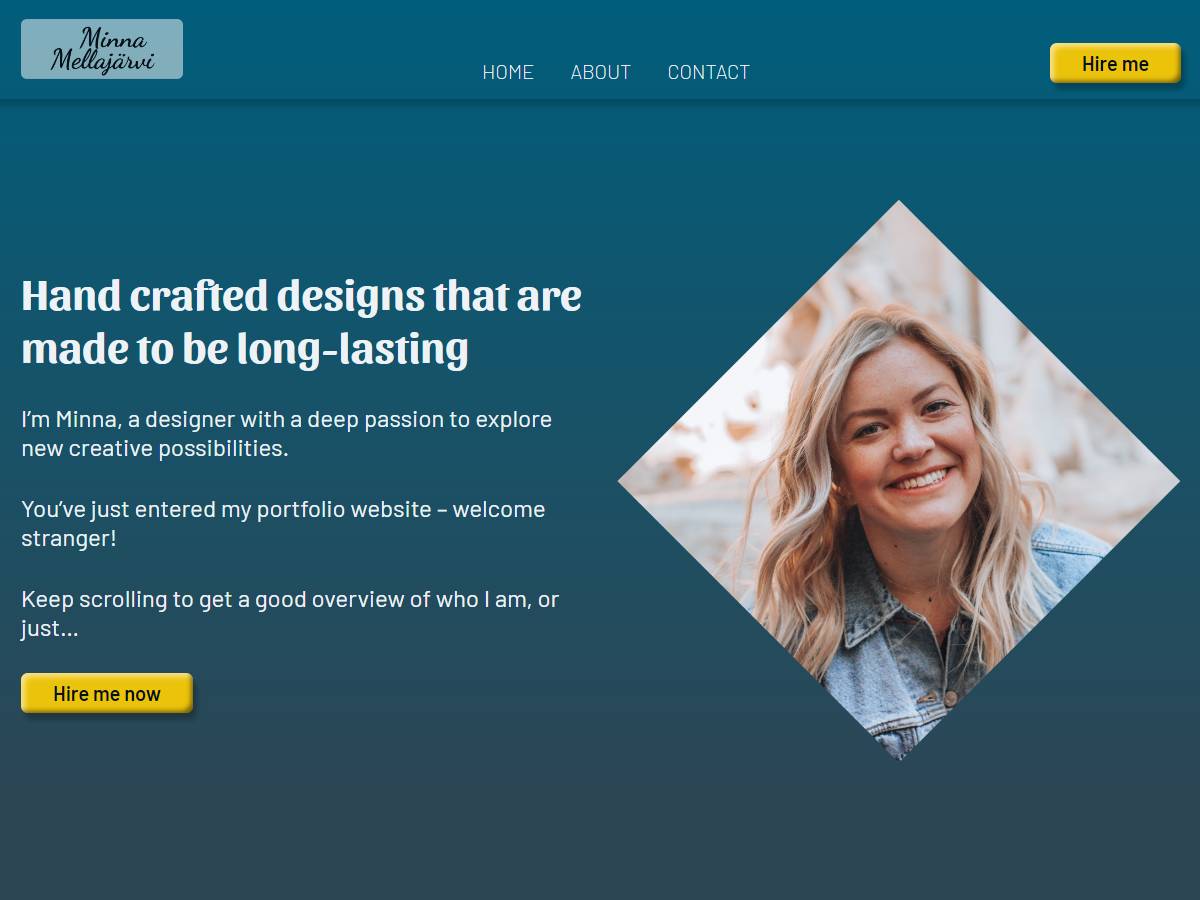 Minna
Mellajärvi
HOME ABOUT CONTACT
Hire me
Hand crafted designs that are
made to be long-lasting
I’m Minna, a designer with a deep passion to explore
new creative possibilities.
You’ve just entered my portfolio website – welcome
stranger!
Keep scrolling to get a good overview of who I am, or
just...
Hire me now